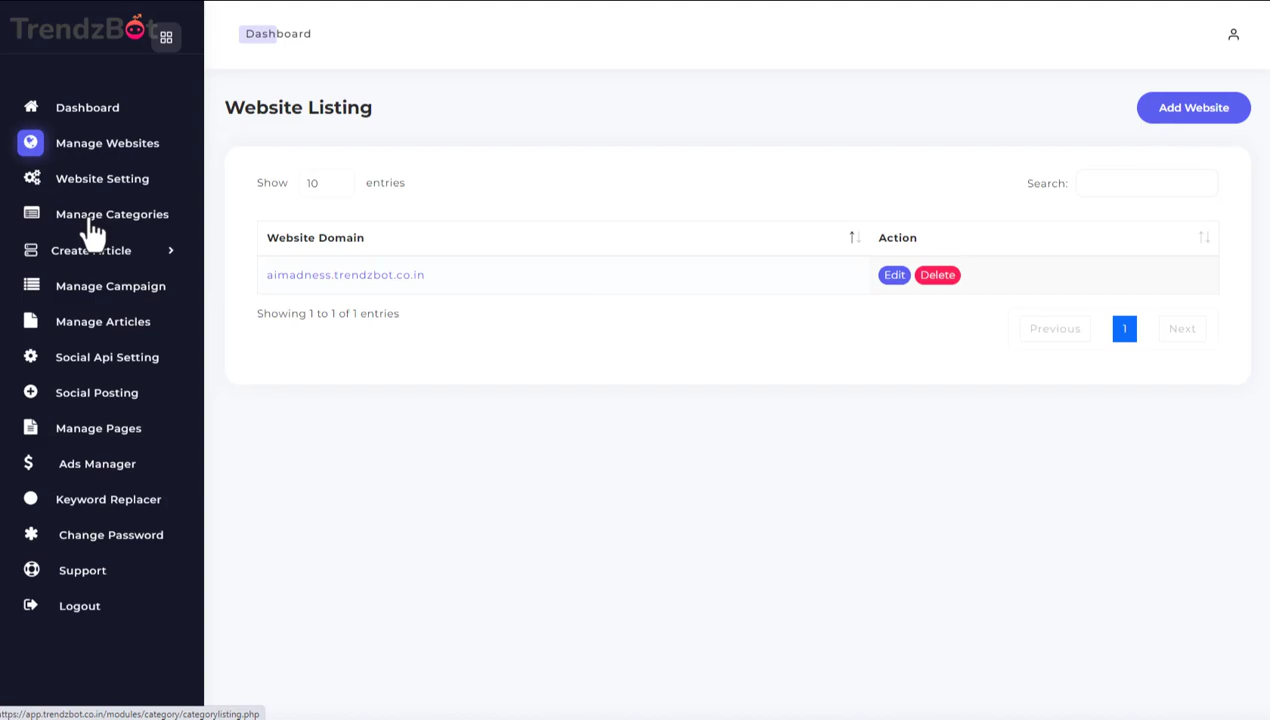 TrendzBot
Dashboard
Dashboard
Manage Websites
Website Setting
Manage Categories
Create Article
Manage Campaign
Manage Articles
Social Api Setting
Social Posting
Manage Pages
Ads Manager
Keyword Replacer
Change Password
Support
Logout
Website Listing
Add Website
Show 10 entries
Search:
Website Domain Action
aimadness.trendzbot.co.in Edit Delete
Showing 1 to 1 of 1 entries
Previous 1 Next
https://app.trendzbot.co.in/modules/category/categorylisting.php